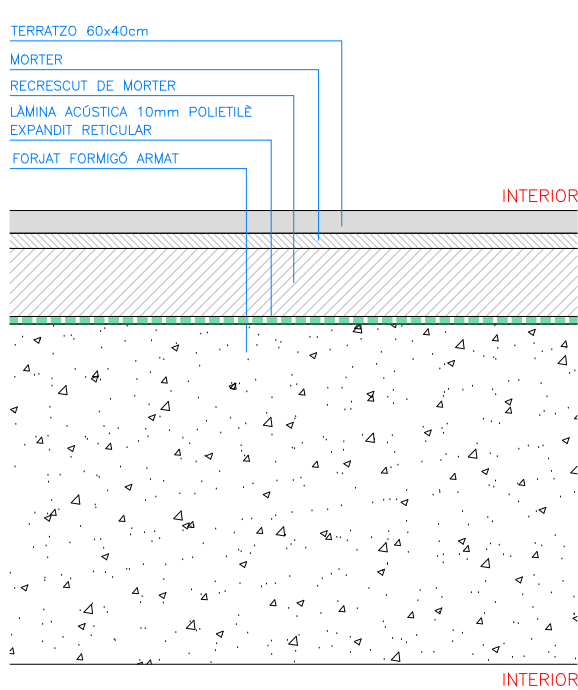 TERRATZO 60x40cm
MORTER
RECRESCUT DE MORTER
LÀMINA ACÚSTICA 10mm POLIETILÈ
EXPANDIT RETICULAR
FORJAT FORMIGÓ ARMAT
INTERIOR
INTERIOR